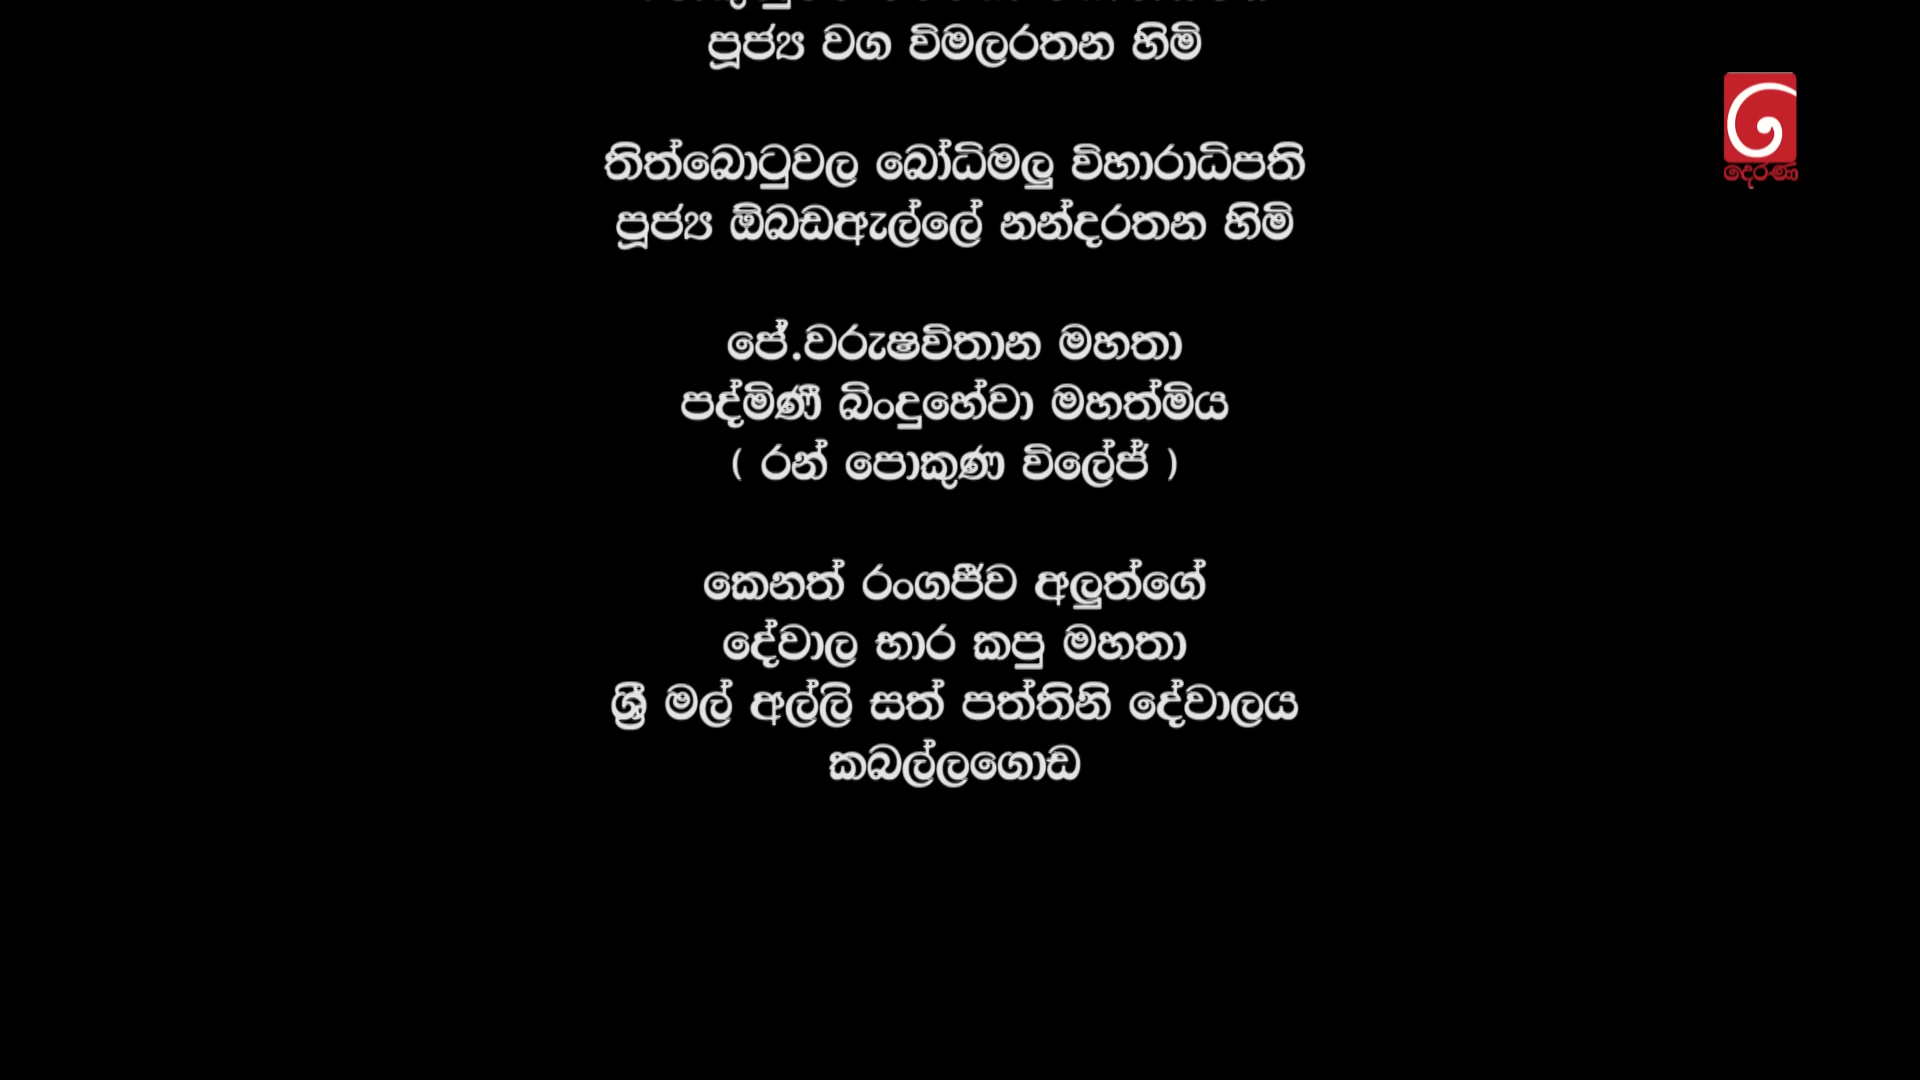 පූජ්‍ය වග විමලරතන හිමි
තිත්බොටුවල බෝධිමලු විහාරාධිපති
පූජ්‍ය ඕබඩඇල්ලේ නන්දරතන හිමි
පේ.වරුෂවිතාන මහතා
පද්මිණී බිංදුහේවා මහත්මිය
( රන් පොකුණ විලේජ් )
කෙනත් රංගජීව අලුත්ගේ
දේවාල භාර කපු මහතා
ශ්‍රී මල් අල්ලි සත් පත්තිනි දේවාලය
කබල්ලගොඩ
දෙරණ